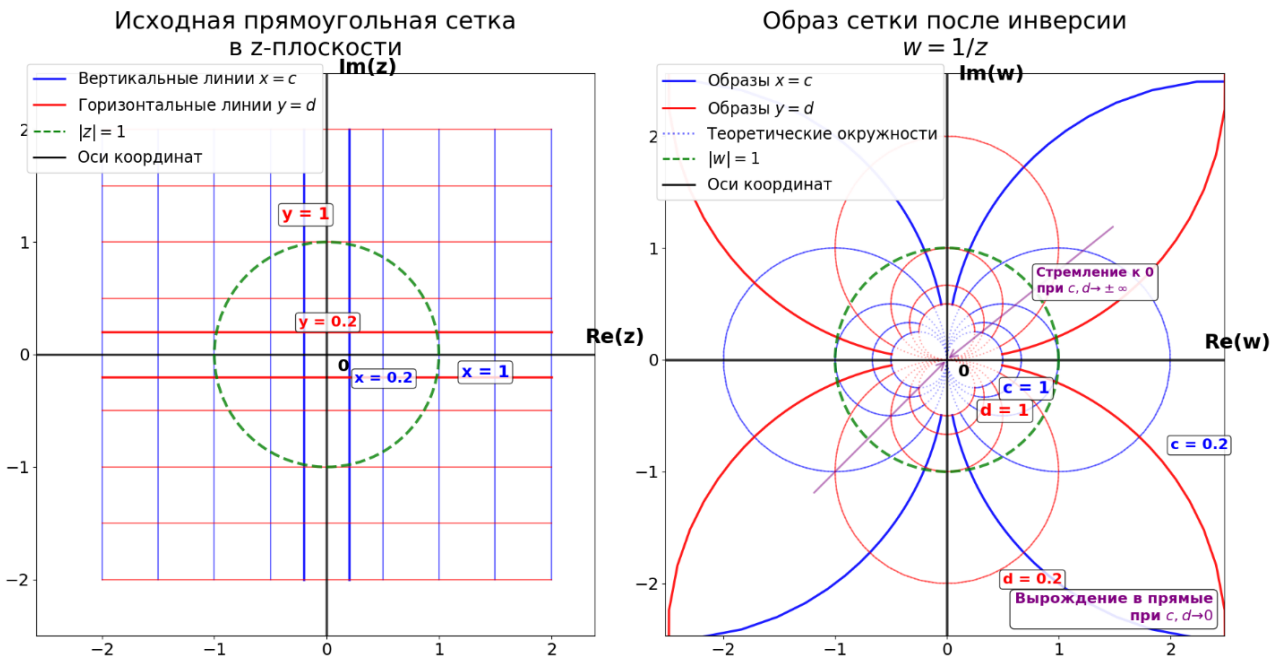 Исходная прямоугольная сетка
в z-плоскости
Im(z)
Вертикальные линии x = c
Горизонтальные линии y = d
|z| = 1
Оси координат
2
1
0
−1
−2
−2
−1
0
1
2
y = 1
y = 0.2
0
x = 0.2
x = 1
Re(z)
Образ сетки после инверсии
w = 1/z
Im(w)
Образы x = c
Образы y = d
Теоретические окружности
|w| = 1
Оси координат
2
1
0
−1
−2
−2
−1
0
1
2
Стремление к 0
при c, d→ ± ∞
Re(w)
0
c = 1
d = 1
c = 0.2
d = 0.2
Вырождение в прямые
при c, d→0